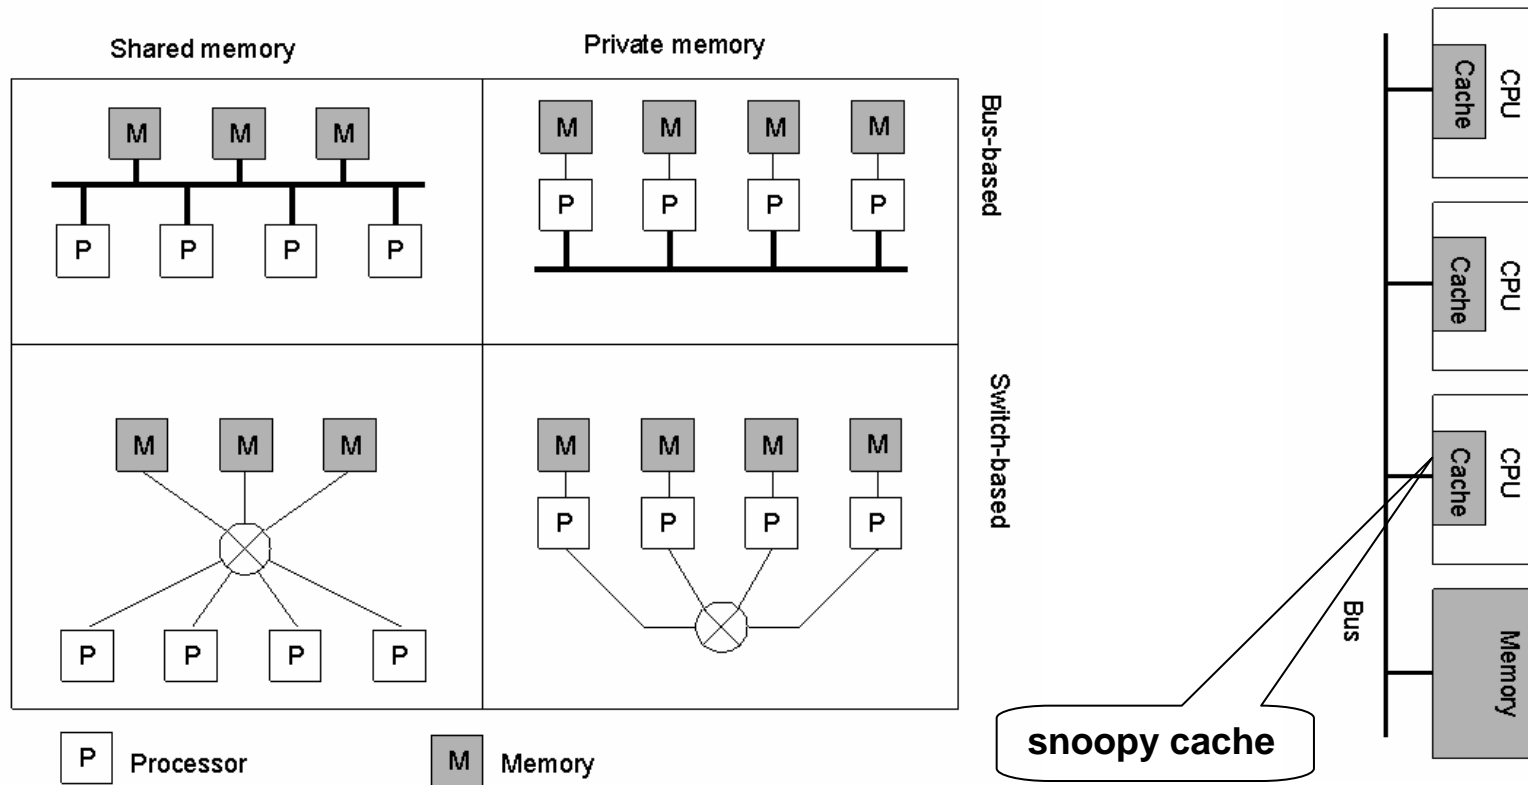 Shared memory
Private memory
M M M
P P P P
M M M M
P P P P
Bus-based
M M M
P P P P
M M M M
P P P P
Switch-based
P Processor
M Memory
Cache CPU
Cache CPU
Cache CPU
Memory
Bus
snoopy cache